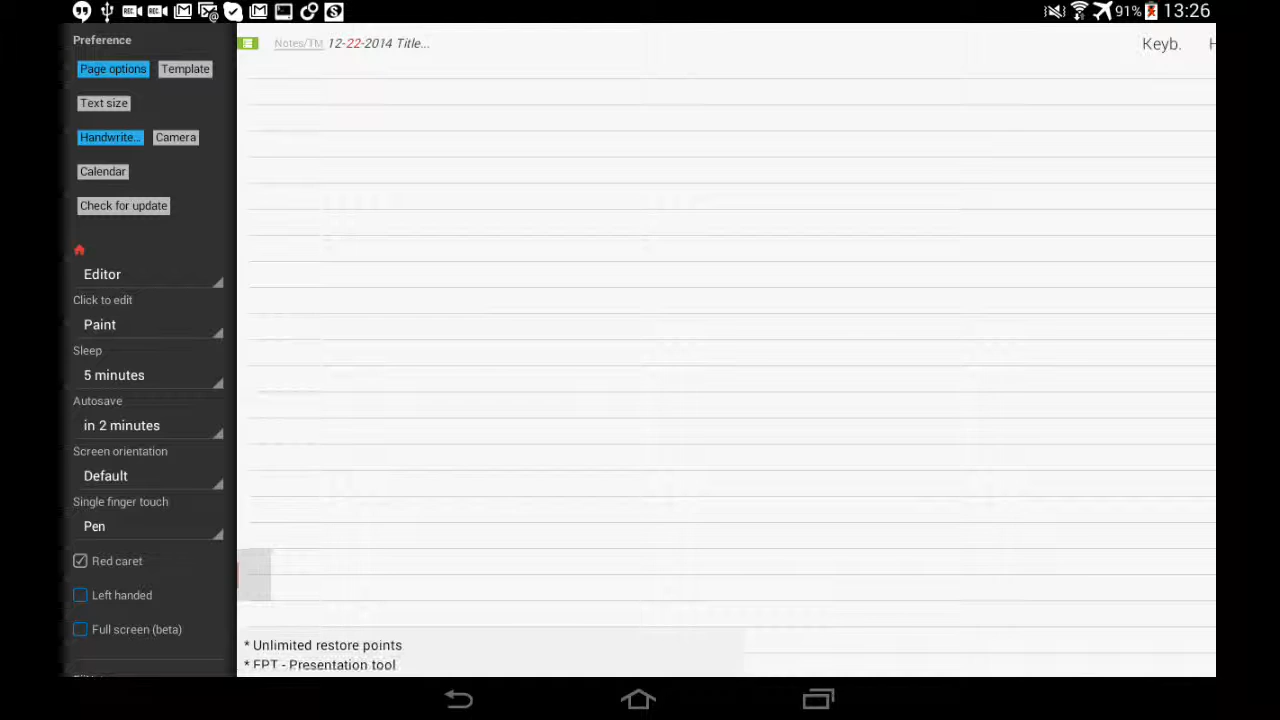 91% 13:26
Preference
Page options Template
Text size
Handwrite... Camera
Calendar
Check for update
Editor
Click to edit
Paint
Sleep
5 minutes
Autosave
in 2 minutes
Screen orientation
Default
Single finger touch
Pen
Red caret
Left handed
Full screen (beta)
Notes/TM 12-22-2014 Title...
Keyb.
* Unlimited restore points
* EPT - Presentation tool